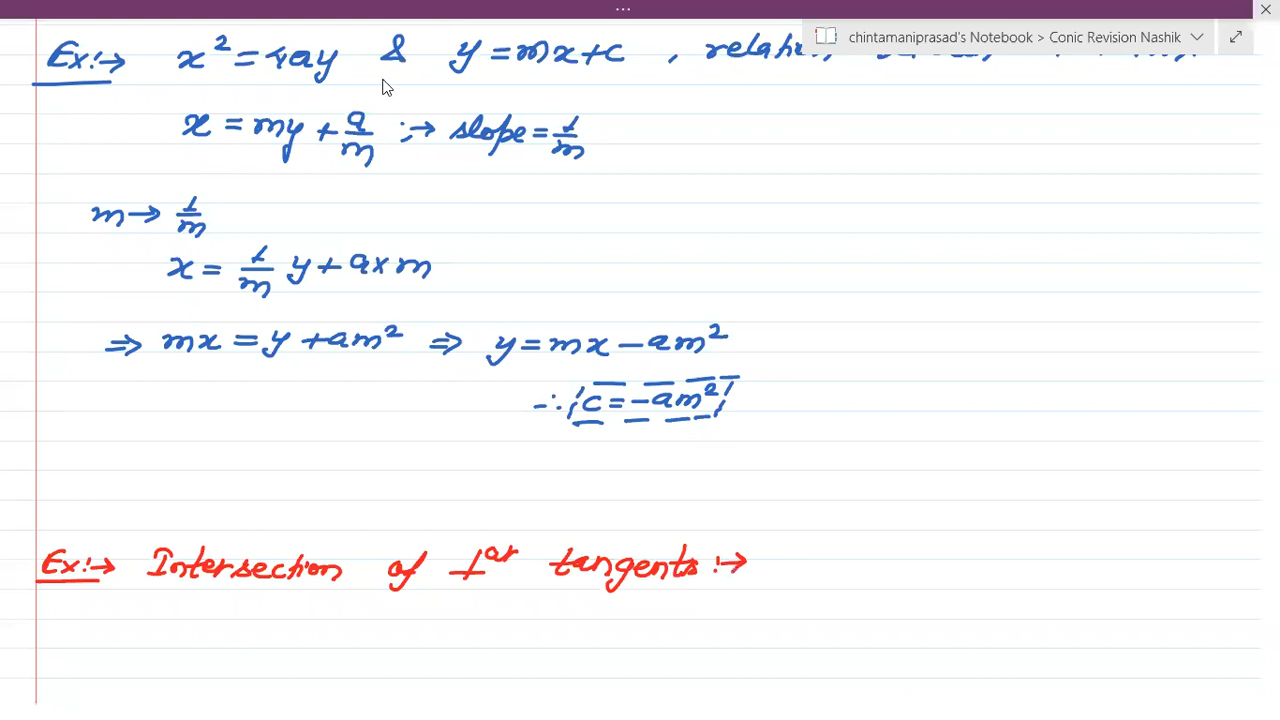 ...
chintamaniprasad's Notebook > Conic Revision Nashik
Ex:→ x² = 4ay & y = mx + c , relation
x = my + a/m ;→ slope = 1/m
m → 1/m
x = 1/m y + a × m
⇒ mx = y + am² ⇒ y = mx − am²
∴ c = −am²
Ex:→ Intersection of ⊥ar tangents:→